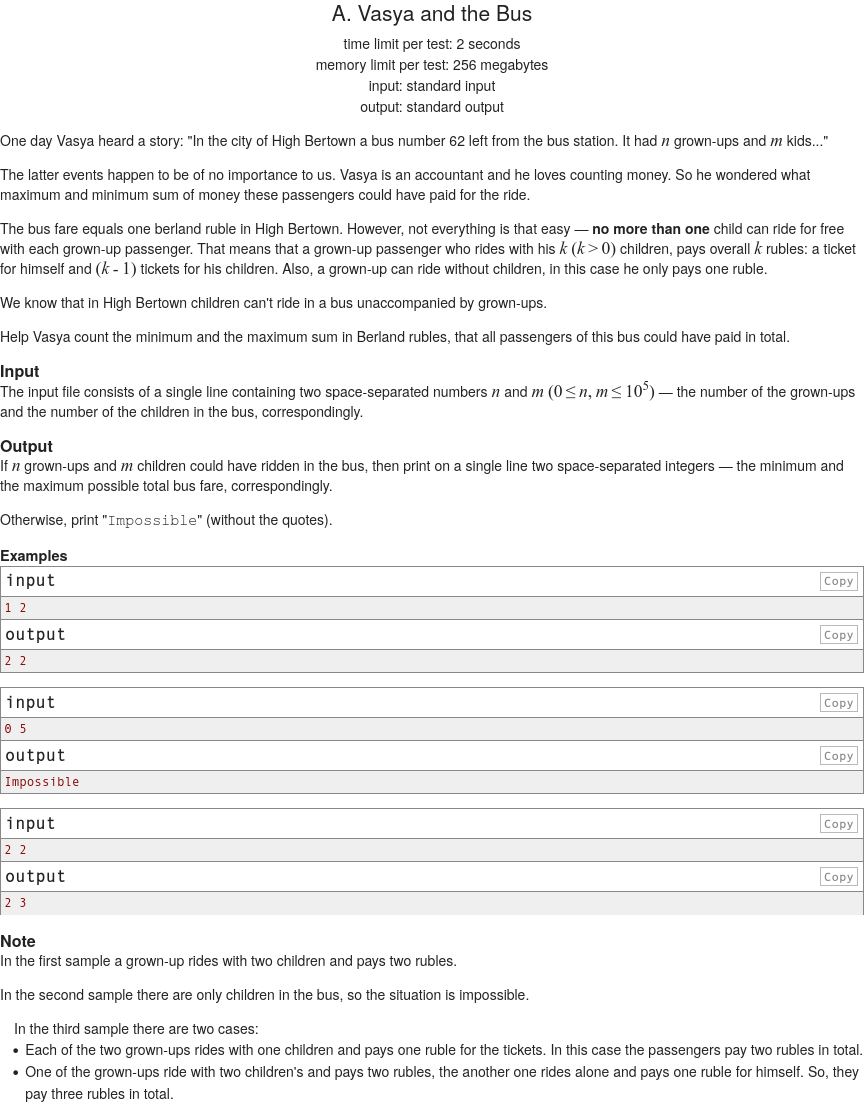 A. Vasya and the Bus
time limit per test: 2 seconds
memory limit per test: 256 megabytes
input: standard input
output: standard output
One day Vasya heard a story: "In the city of High Bertown a bus number 62 left from the bus station. It had n grown-ups and m kids..."
The latter events happen to be of no importance to us. Vasya is an accountant and he loves counting money. So he wondered what
maximum and minimum sum of money these passengers could have paid for the ride.
The bus fare equals one berland ruble in High Bertown. However, not everything is that easy — no more than one child can ride for free
with each grown-up passenger. That means that a grown-up passenger who rides with his k (k > 0) children, pays overall k rubles: a ticket
for himself and (k - 1) tickets for his children. Also, a grown-up can ride without children, in this case he only pays one ruble.
We know that in High Bertown children can't ride in a bus unaccompanied by grown-ups.
Help Vasya count the minimum and the maximum sum in Berland rubles, that all passengers of this bus could have paid in total.
Input
The input file consists of a single line containing two space-separated numbers n and m (0 ≤ n, m ≤ 10⁵) — the number of the grown-ups
and the number of the children in the bus, correspondingly.
Output
If n grown-ups and m children could have ridden in the bus, then print on a single line two space-separated integers — the minimum and
the maximum possible total bus fare, correspondingly.
Otherwise, print "Impossible" (without the quotes).
Examples
input Copy
1 2
output Copy
2 2
input Copy
0 5
output Copy
Impossible
input Copy
2 2
output Copy
2 3
Note
In the first sample a grown-up rides with two children and pays two rubles.
In the second sample there are only children in the bus, so the situation is impossible.
In the third sample there are two cases:
• Each of the two grown-ups rides with one children and pays one ruble for the tickets. In this case the passengers pay two rubles in total.
• One of the grown-ups ride with two children's and pays two rubles, the another one rides alone and pays one ruble for himself. So, they
pay three rubles in total.